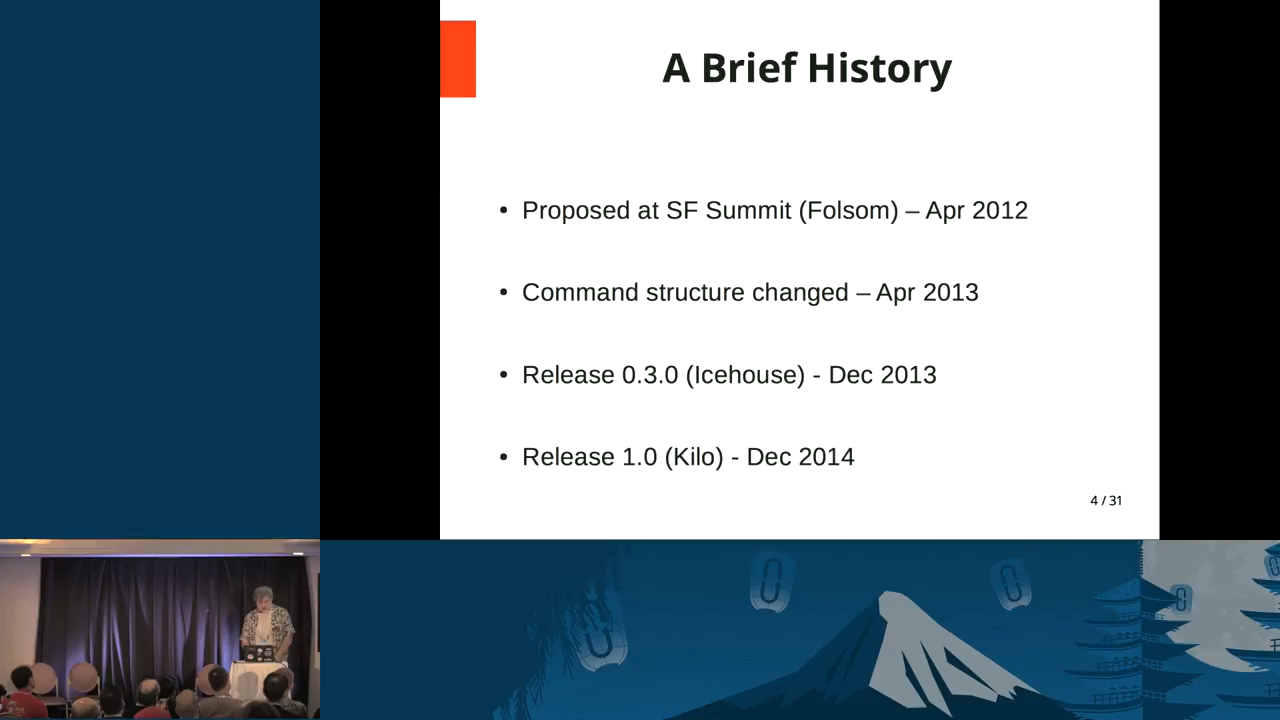 A Brief History
• Proposed at SF Summit (Folsom) – Apr 2012
• Command structure changed – Apr 2013
• Release 0.3.0 (Icehouse) - Dec 2013
• Release 1.0 (Kilo) - Dec 2014
4 / 31